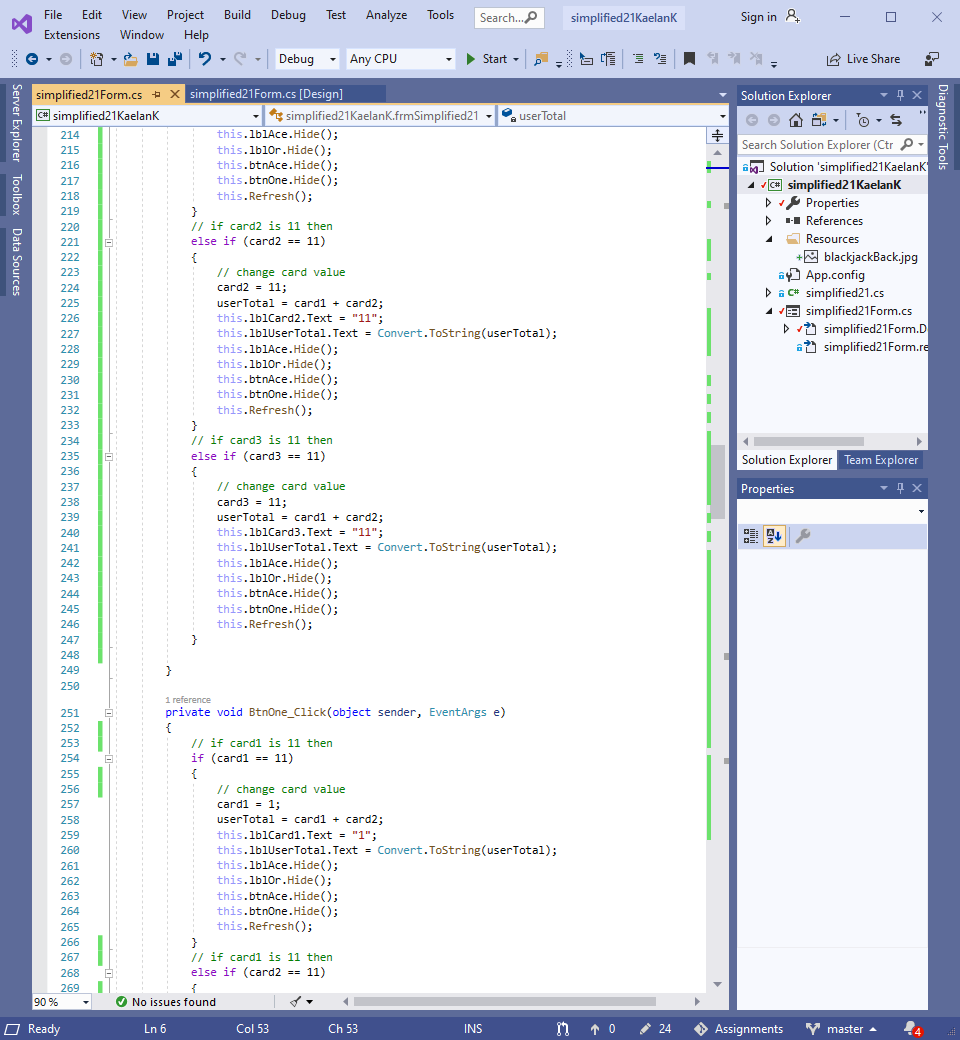 File Edit View Project Build Debug Test Analyze Tools Search... simplified21KaelanK Sign in
Extensions Window Help
Debug Any CPU Start Live Share
Server Explorer
Toolbox
Data Sources
simplified21Form.cs simplified21Form.cs [Design]
simplified21KaelanK simplified21KaelanK.frmSimplified21 userTotal
214 this.lblAce.Hide();
215 this.lblOr.Hide();
216 this.btnAce.Hide();
217 this.btnOne.Hide();
218 this.Refresh();
219 }
220 // if card2 is 11 then
221 else if (card2 == 11)
222 {
223 // change card value
224 card2 = 11;
225 userTotal = card1 + card2;
226 this.lblCard2.Text = "11";
227 this.lblUserTotal.Text = Convert.ToString(userTotal);
228 this.lblAce.Hide();
229 this.lblOr.Hide();
230 this.btnAce.Hide();
231 this.btnOne.Hide();
232 this.Refresh();
233 }
234 // if card3 is 11 then
235 else if (card3 == 11)
236 {
237 // change card value
238 card3 = 11;
239 userTotal = card1 + card2;
240 this.lblCard3.Text = "11";
241 this.lblUserTotal.Text = Convert.ToString(userTotal);
242 this.lblAce.Hide();
243 this.lblOr.Hide();
244 this.btnAce.Hide();
245 this.btnOne.Hide();
246 this.Refresh();
247 }
248
249 }
250
1 reference
251 private void BtnOne_Click(object sender, EventArgs e)
252 {
253 // if card1 is 11 then
254 if (card1 == 11)
255 {
256 // change card value
257 card1 = 1;
258 userTotal = card1 + card2;
259 this.lblCard1.Text = "1";
260 this.lblUserTotal.Text = Convert.ToString(userTotal);
261 this.lblAce.Hide();
262 this.lblOr.Hide();
263 this.btnAce.Hide();
264 this.btnOne.Hide();
265 this.Refresh();
266 }
267 // if card1 is 11 then
268 else if (card2 == 11)
269 {
90 % No issues found
Solution Explorer
Search Solution Explorer (Ctr
Solution 'simplified21KaelanK'
C# simplified21KaelanK
Properties
References
Resources
blackjackBack.jpg
App.config
C# simplified21.cs
simplified21Form.cs
simplified21Form.D
simplified21Form.re
Solution Explorer Team Explorer
Properties
Diagnostic Tools
Ready Ln 6 Col 53 Ch 53 INS 0 24 Assignments master 4